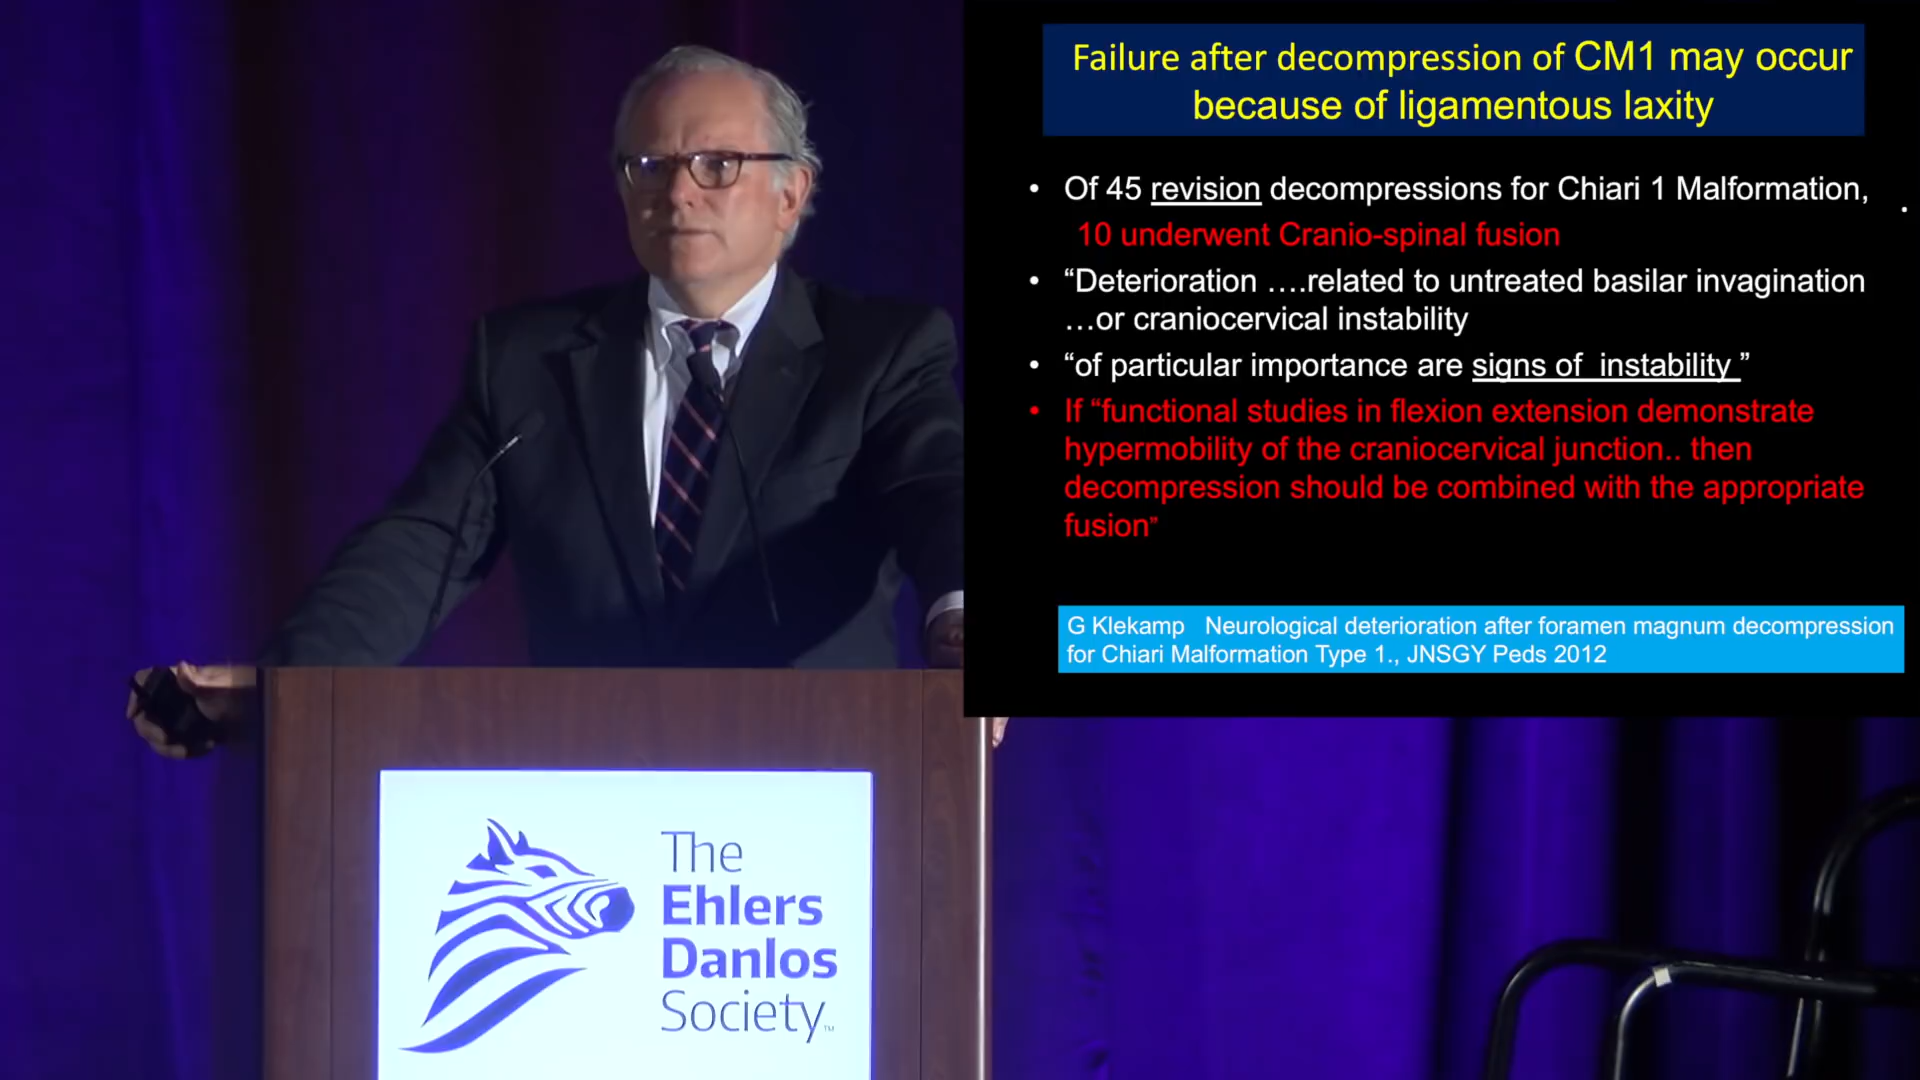 Failure after decompression of CM1 may occur
because of ligamentous laxity
• Of 45 revision decompressions for Chiari 1 Malformation,
10 underwent Cranio-spinal fusion
• “Deterioration ….related to untreated basilar invagination
…or craniocervical instability
• “of particular importance are signs of instability ”
• If “functional studies in flexion extension demonstrate
hypermobility of the craniocervical junction.. then
decompression should be combined with the appropriate
fusion”
.
G Klekamp Neurological deterioration after foramen magnum decompression
for Chiari Malformation Type 1., JNSGY Peds 2012
The
Ehlers
Danlos
Society™